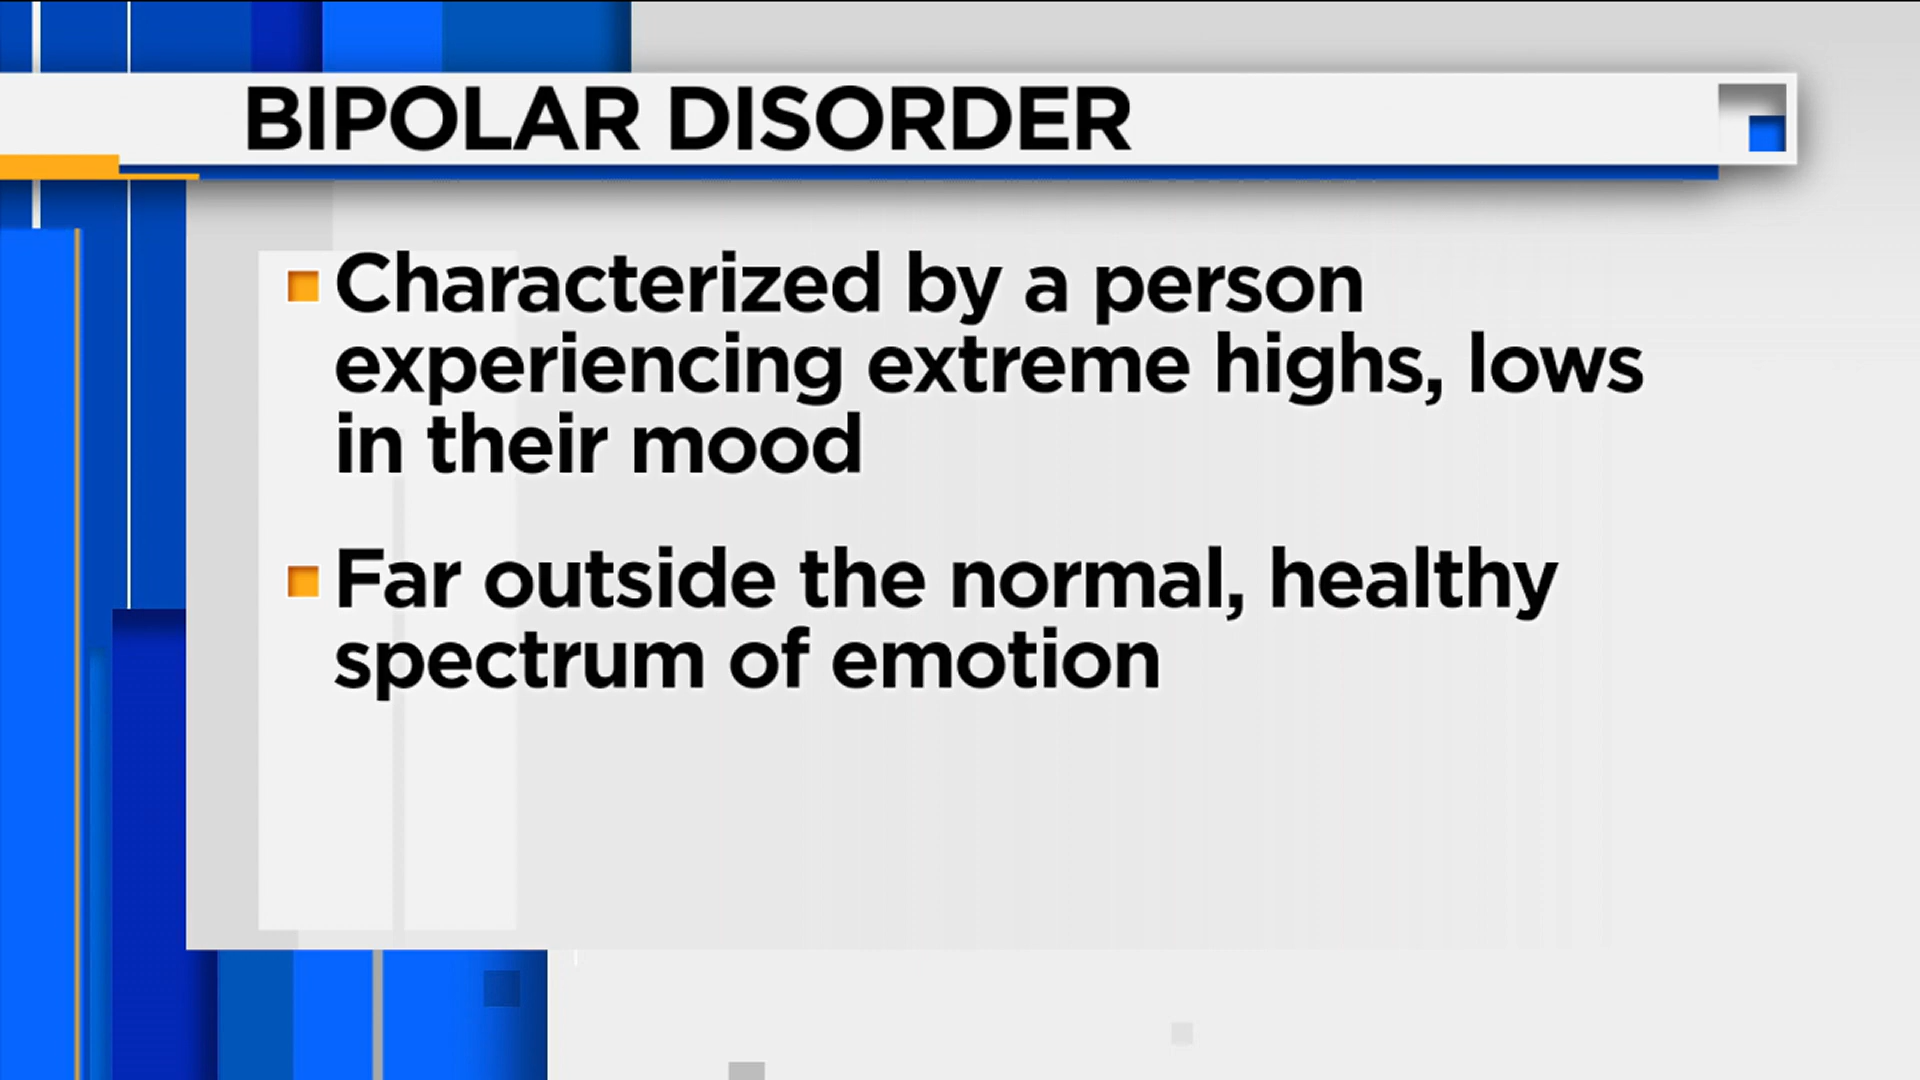 BIPOLAR DISORDER
Characterized by a person
experiencing extreme highs, lows
in their mood
Far outside the normal, healthy
spectrum of emotion